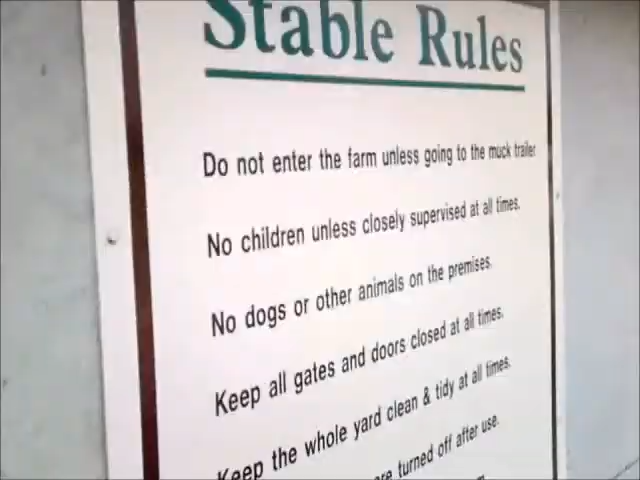 Stable Rules
Do not enter the farm unless going to the muck trailer
No children unless closely supervised at all times.
No dogs or other animals on the premises.
Keep all gates and doors closed at all times.
Keep the whole yard clean & tidy at all times.
are turned off after use.